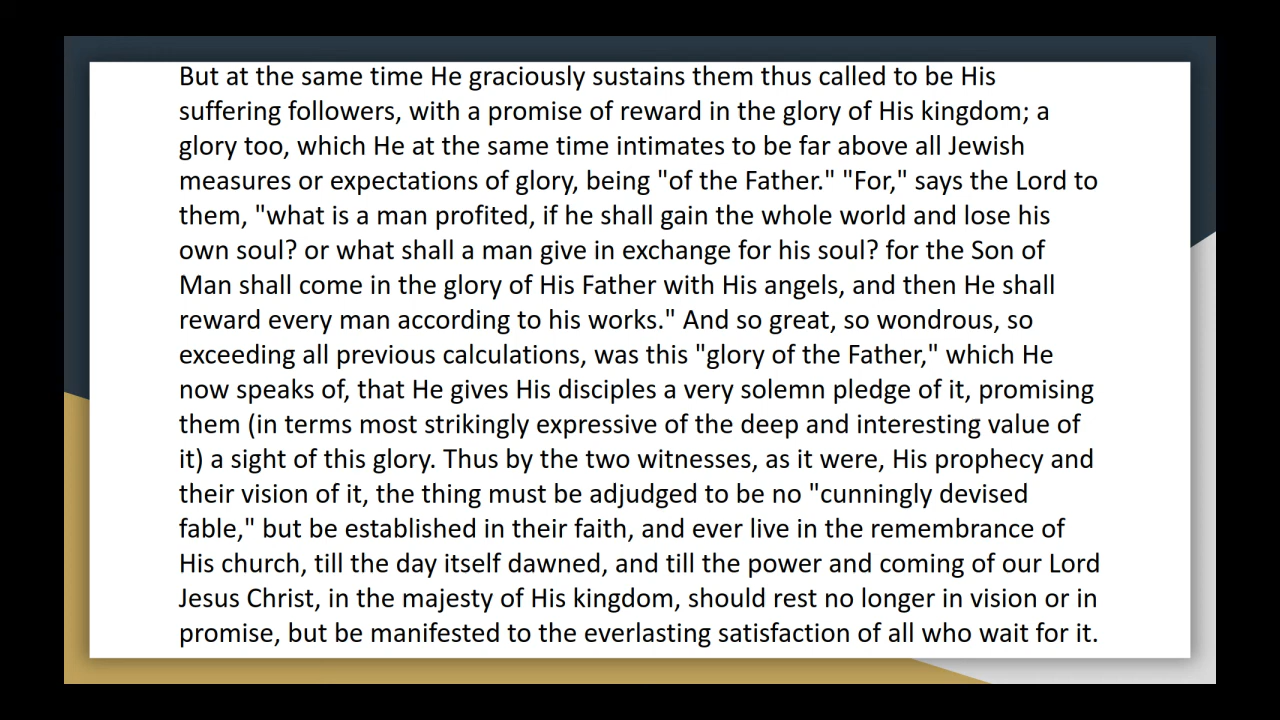 But at the same time He graciously sustains them thus called to be His
suffering followers, with a promise of reward in the glory of His kingdom; a
glory too, which He at the same time intimates to be far above all Jewish
measures or expectations of glory, being "of the Father." "For," says the Lord to
them, "what is a man profited, if he shall gain the whole world and lose his
own soul? or what shall a man give in exchange for his soul? for the Son of
Man shall come in the glory of His Father with His angels, and then He shall
reward every man according to his works." And so great, so wondrous, so
exceeding all previous calculations, was this "glory of the Father," which He
now speaks of, that He gives His disciples a very solemn pledge of it, promising
them (in terms most strikingly expressive of the deep and interesting value of
it) a sight of this glory. Thus by the two witnesses, as it were, His prophecy and
their vision of it, the thing must be adjudged to be no "cunningly devised
fable," but be established in their faith, and ever live in the remembrance of
His church, till the day itself dawned, and till the power and coming of our Lord
Jesus Christ, in the majesty of His kingdom, should rest no longer in vision or in
promise, but be manifested to the everlasting satisfaction of all who wait for it.